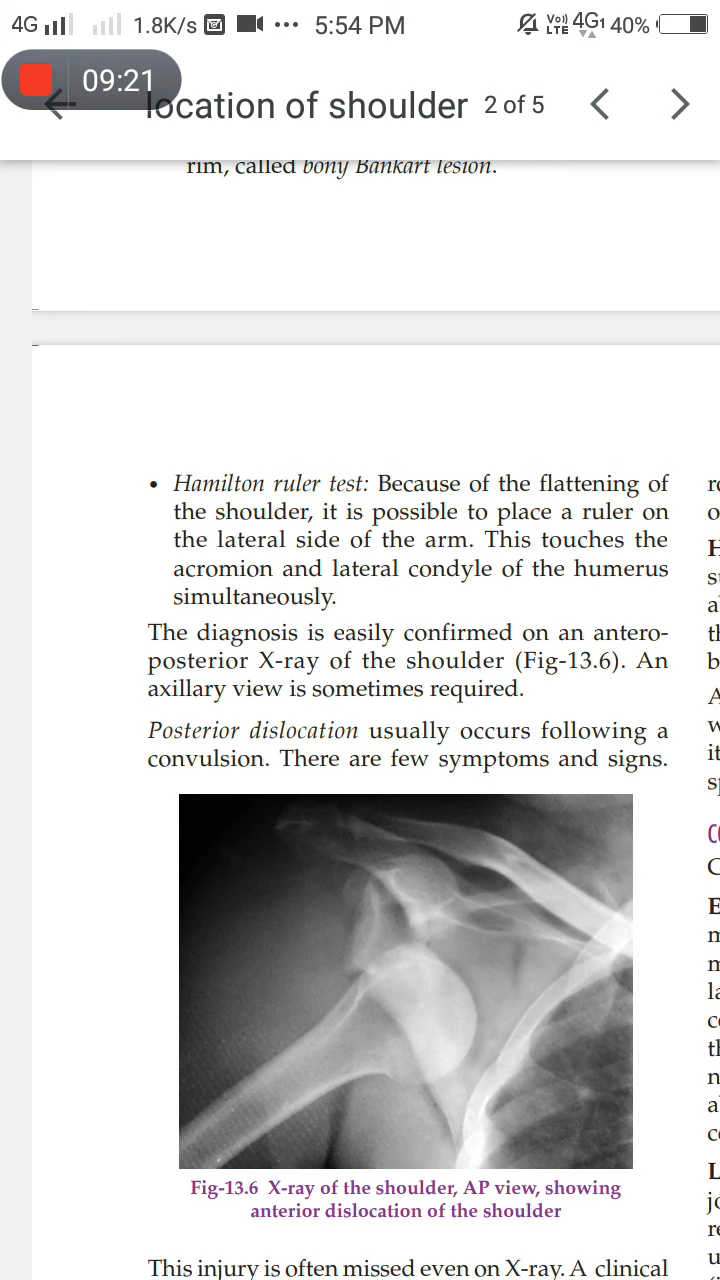 4G 1.8K/s ... 5:54 PM Vo)) LTE 4G1 40%
09:21
location of shoulder 2 of 5
rim, called bony Bankart lesion.
• Hamilton ruler test: Because of the flattening of
the shoulder, it is possible to place a ruler on
the lateral side of the arm. This touches the
acromion and lateral condyle of the humerus
simultaneously.
The diagnosis is easily confirmed on an antero-
posterior X-ray of the shoulder (Fig-13.6). An
axillary view is sometimes required.
Posterior dislocation usually occurs following a
convulsion. There are few symptoms and signs.
Fig-13.6 X-ray of the shoulder, AP view, showing
anterior dislocation of the shoulder
This injury is often missed even on X-ray. A clinical